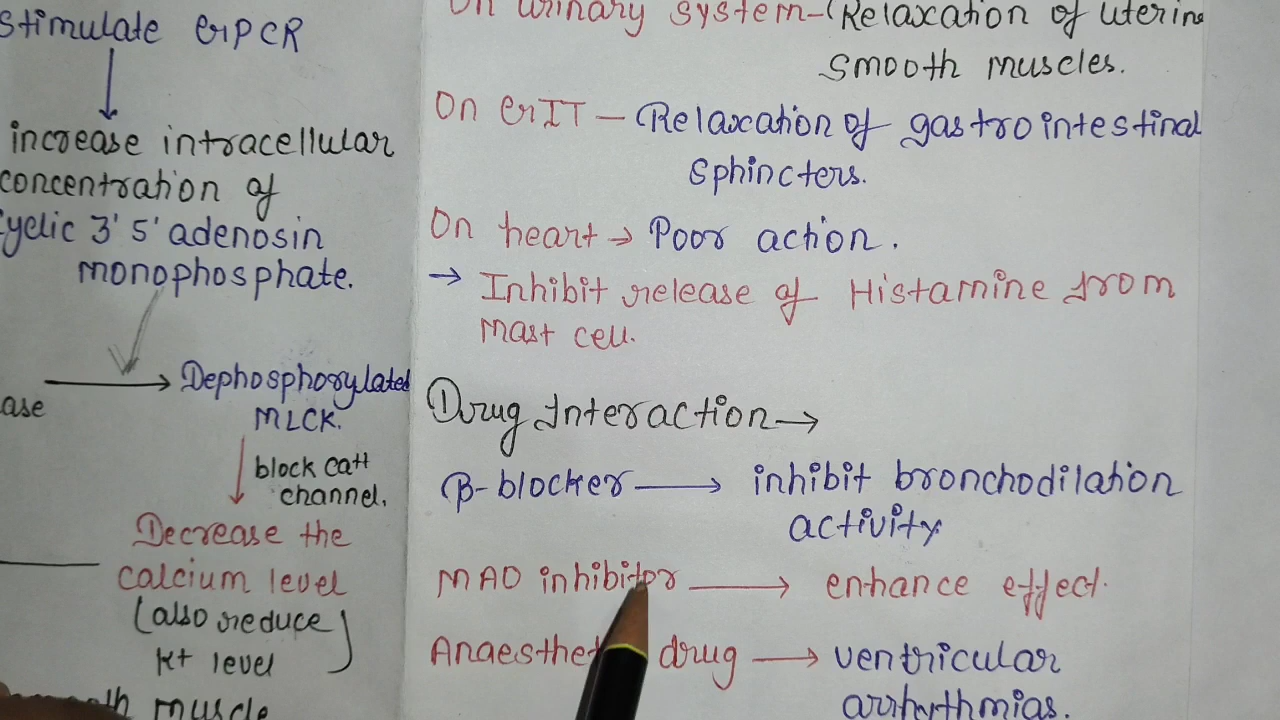 Stimulate GPCR
increase intracellular
concentration of
Cyclic 3' 5' adenosin
monophosphate.
ase
Dephosphorylated
MLCK.
block Ca++
channel.
Decrease the
calcium level
(also reduce
K+ level)
smooth muscle
On urinary system-(Relaxation of uterine
smooth muscles.
On GIT - Relaxation of gastrointestinal
sphincters.
On heart → Poor action.
→ Inhibit release of Histamine from
mast cell.
Drug Interaction →
β-blocker → inhibit bronchodilation
activity
MAO inhibitor → enhance effect.
drug → ventricular
arrhythmias.